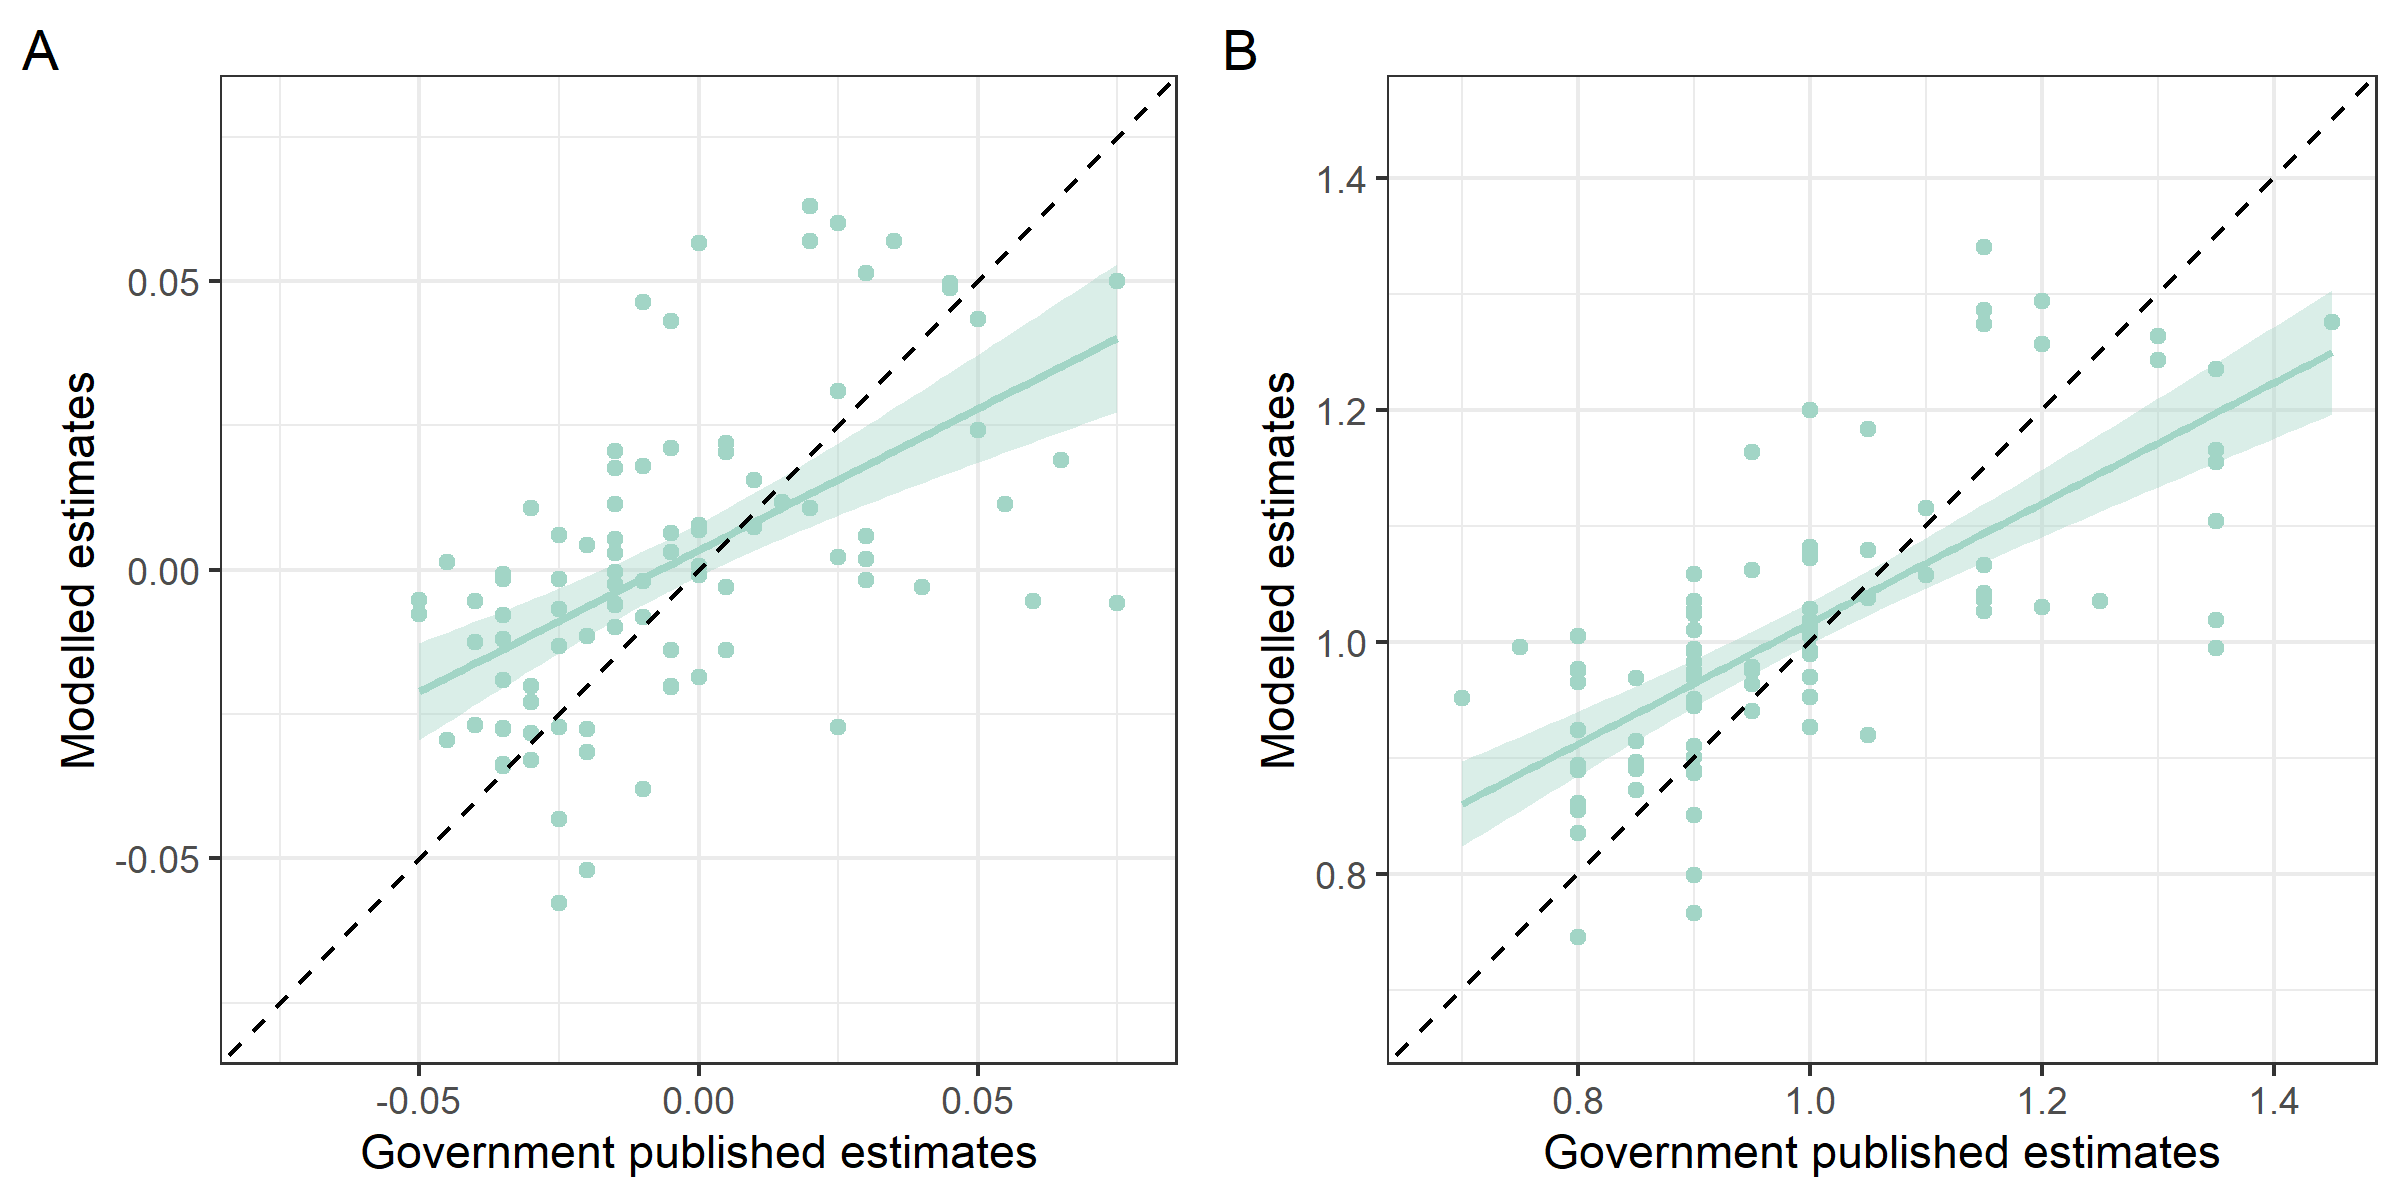 A
Modelled estimates
0.05
0.00
-0.05
-0.05 0.00 0.05
Government published estimates
B
Modelled estimates
1.4
1.2
1.0
0.8
0.8 1.0 1.2 1.4
Government published estimates